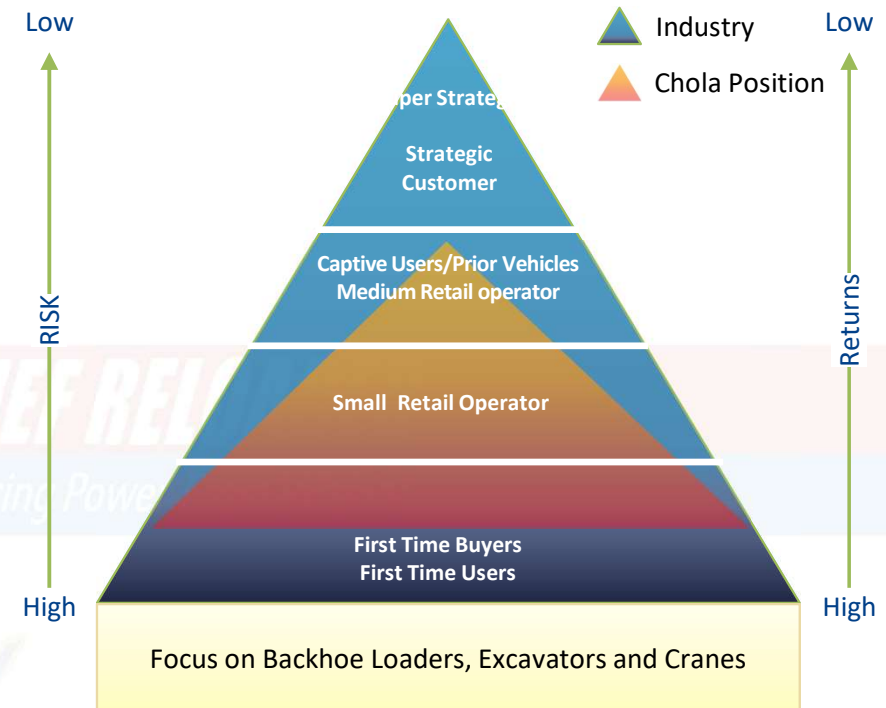 Low
Low
Industry
Chola Position
Strategic
Customer
Captive Users/Prior Vehicles
Medium Retail operator
RISK
Returns
Small Retail Operator
First Time Buyers
First Time Users
High
High
Focus on Backhoe Loaders, Excavators and Cranes